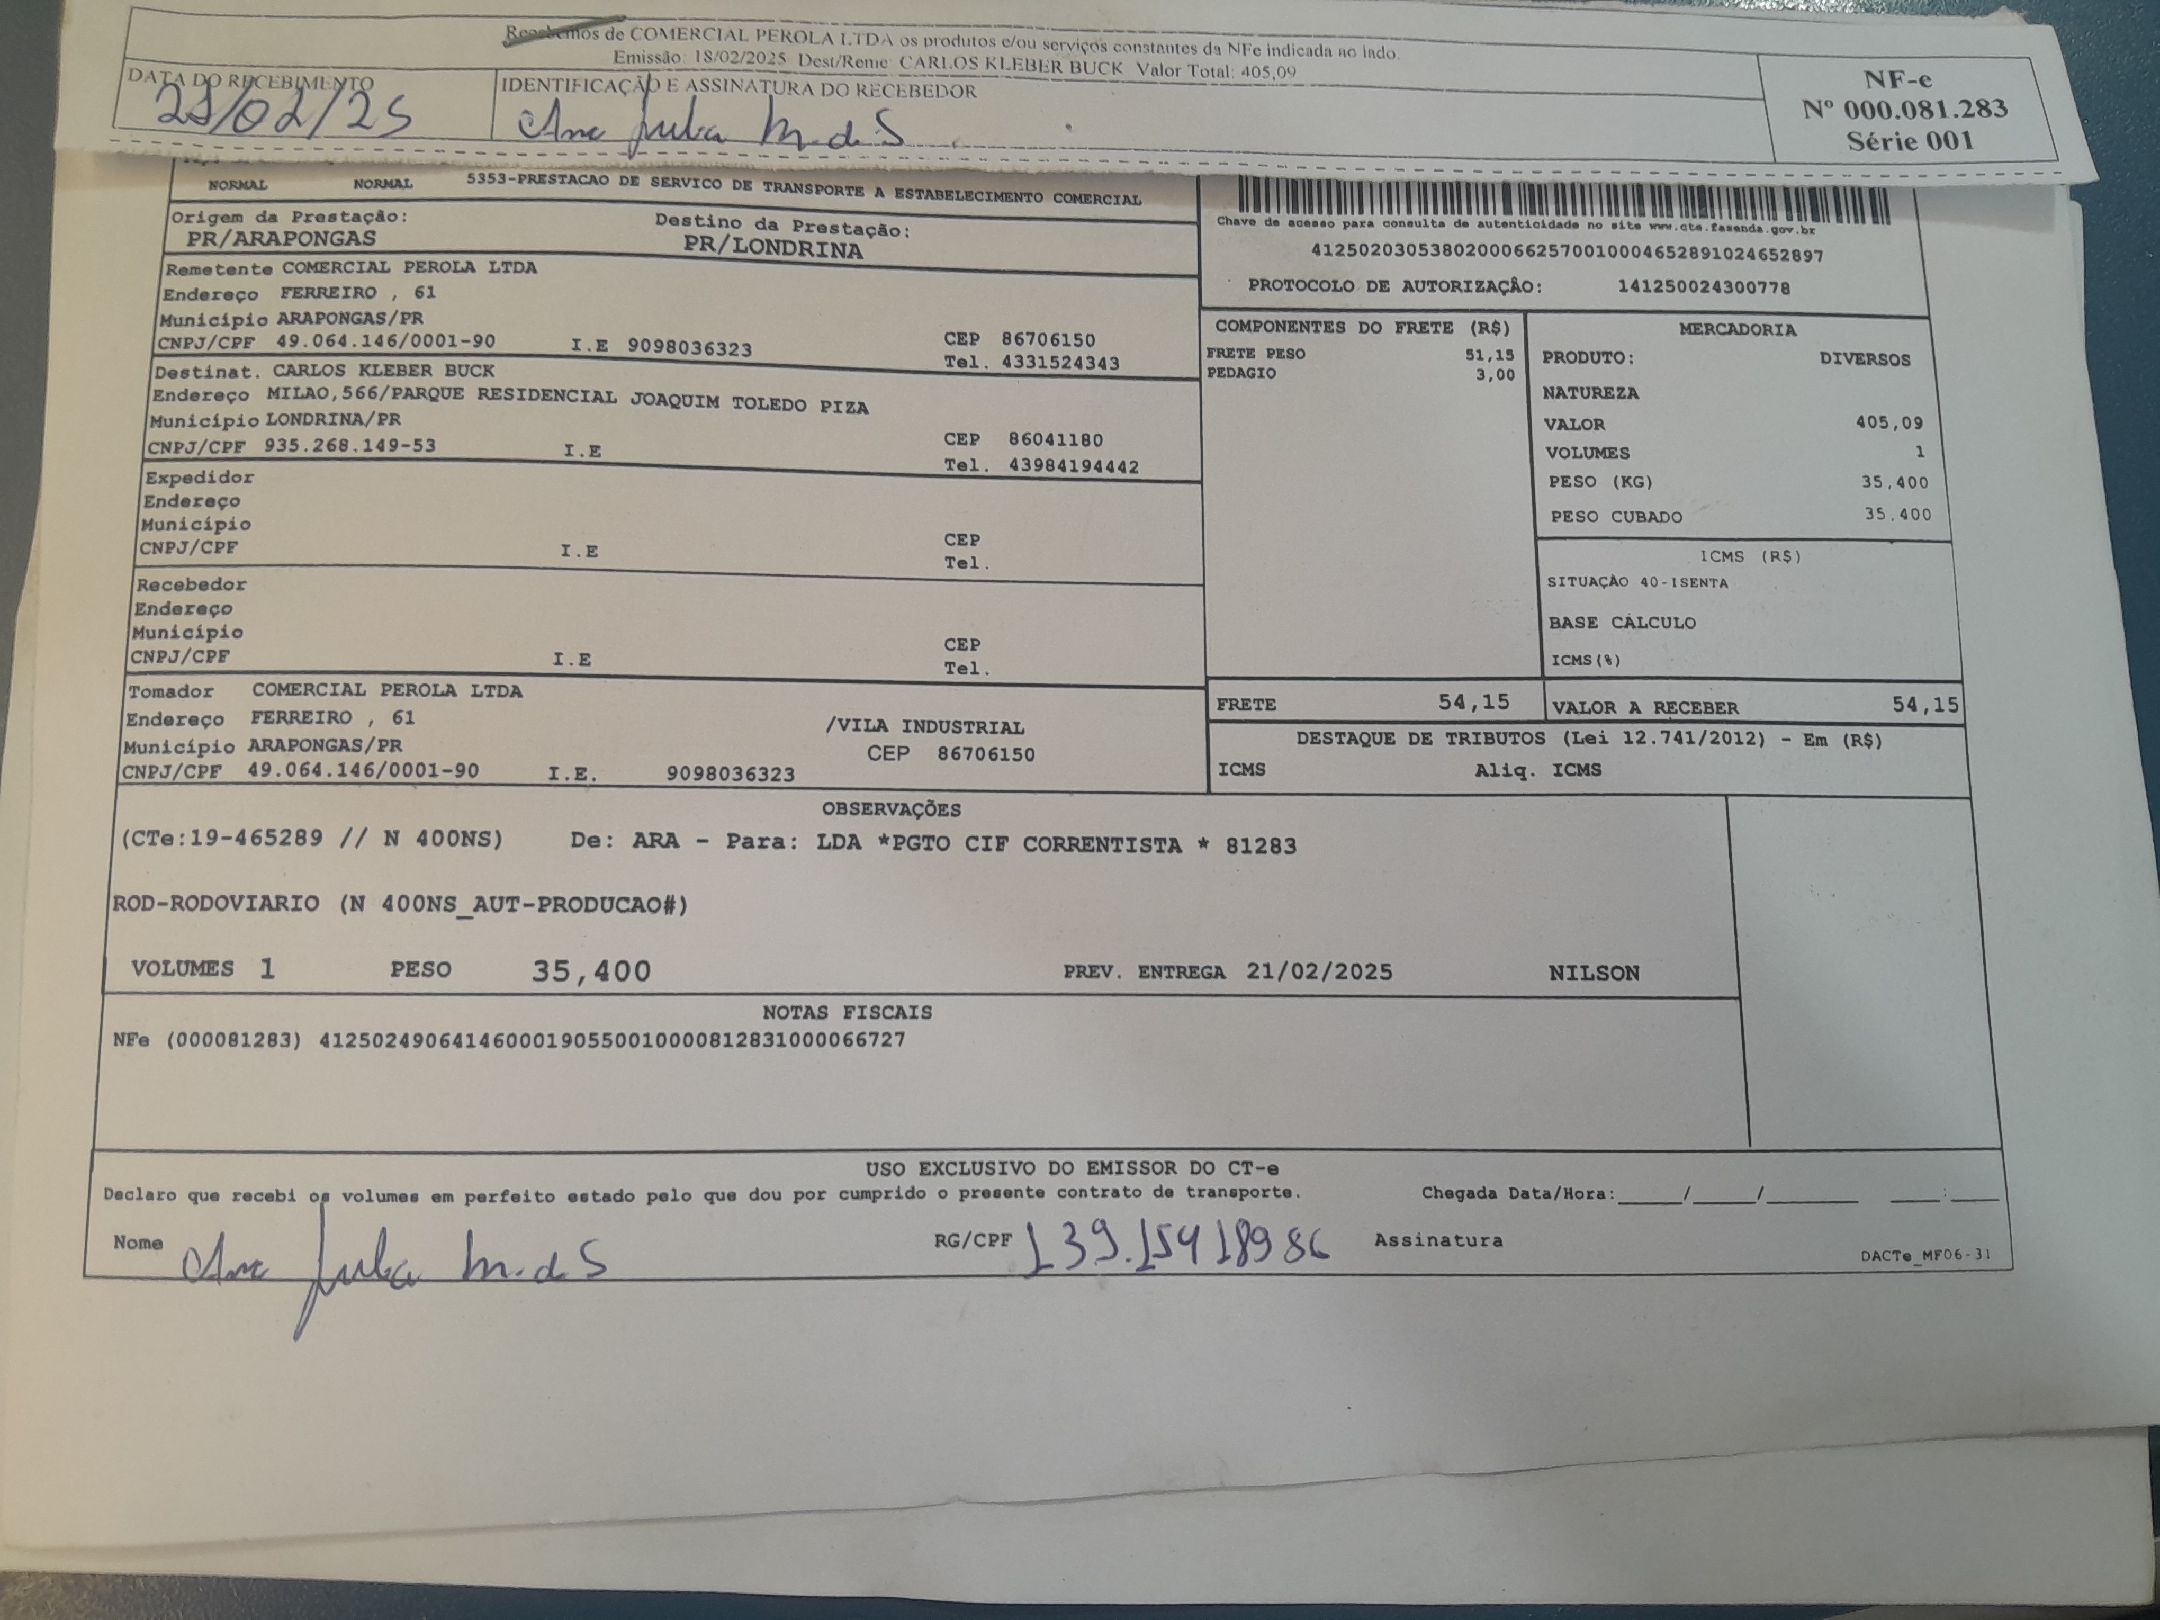 Recebemos de COMERCIAL PEROLA LTDA os produtos e/ou serviços constantes da NFe indicada ao lado.
Emissão: 18/02/2025 Dest/Reme: CARLOS KLEBER BUCK Valor Total: 405,09
DATA DO RECEBIMENTO
IDENTIFICAÇÃO E ASSINATURA DO RECEBEDOR
/02/25
Ana Julia M. d. S
NF-e
Nº 000.081.283
Série 001
NORMAL NORMAL 5353-PRESTACAO DE SERVICO DE TRANSPORTE A ESTABELECIMENTO COMERCIAL
Origem da Prestação: Destino da Prestação:
PR/ARAPONGAS PR/LONDRINA
Chave de acesso para consulta de autenticidade no site www.cte.fazenda.gov.br
41250203053802000662570010004652891024652897
PROTOCOLO DE AUTORIZAÇÃO: 141250024300778
Remetente COMERCIAL PEROLA LTDA
Endereço FERREIRO , 61
Município ARAPONGAS/PR
CEP 86706150
CNPJ/CPF 49.064.146/0001-90 I.E 9098036323
Tel. 4331524343
Destinat. CARLOS KLEBER BUCK
Endereço MILAO,566/PARQUE RESIDENCIAL JOAQUIM TOLEDO PIZA
Município LONDRINA/PR
CEP 86041180
CNPJ/CPF 935.268.149-53 I.E
Tel. 43984194442
Expedidor
Endereço
Município
CEP
CNPJ/CPF I.E
Tel.
Recebedor
Endereço
Município
CEP
CNPJ/CPF I.E
Tel.
Tomador COMERCIAL PEROLA LTDA
Endereço FERREIRO , 61 /VILA INDUSTRIAL
Município ARAPONGAS/PR CEP 86706150
CNPJ/CPF 49.064.146/0001-90 I.E. 9098036323
COMPONENTES DO FRETE (R$)
FRETE PESO 51,15
PEDAGIO 3,00
MERCADORIA
PRODUTO: DIVERSOS
NATUREZA
VALOR 405,09
VOLUMES 1
PESO (KG) 35,400
PESO CUBADO 35,400
ICMS (R$)
SITUAÇÃO 40-ISENTA
BASE CÁLCULO
ICMS(%)
FRETE 54,15
VALOR A RECEBER 54,15
DESTAQUE DE TRIBUTOS (Lei 12.741/2012) - Em (R$)
ICMS Aliq. ICMS
OBSERVAÇÕES
(CTe:19-465289 // N 400NS) De: ARA - Para: LDA *PGTO CIF CORRENTISTA * 81283
ROD-RODOVIARIO (N 400NS_AUT-PRODUCAO#)
VOLUMES 1 PESO 35,400 PREV. ENTREGA 21/02/2025 NILSON
NOTAS FISCAIS
NFe (000081283) 41250249064146000190550010000812831000066727
USO EXCLUSIVO DO EMISSOR DO CT-e
Declaro que recebi os volumes em perfeito estado pelo que dou por cumprido o presente contrato de transporte. Chegada Data/Hora:_____/_____/_______ ____:____
Nome Ana Julia M. d. S RG/CPF 139.15418986 Assinatura
DACTe_MF06-31